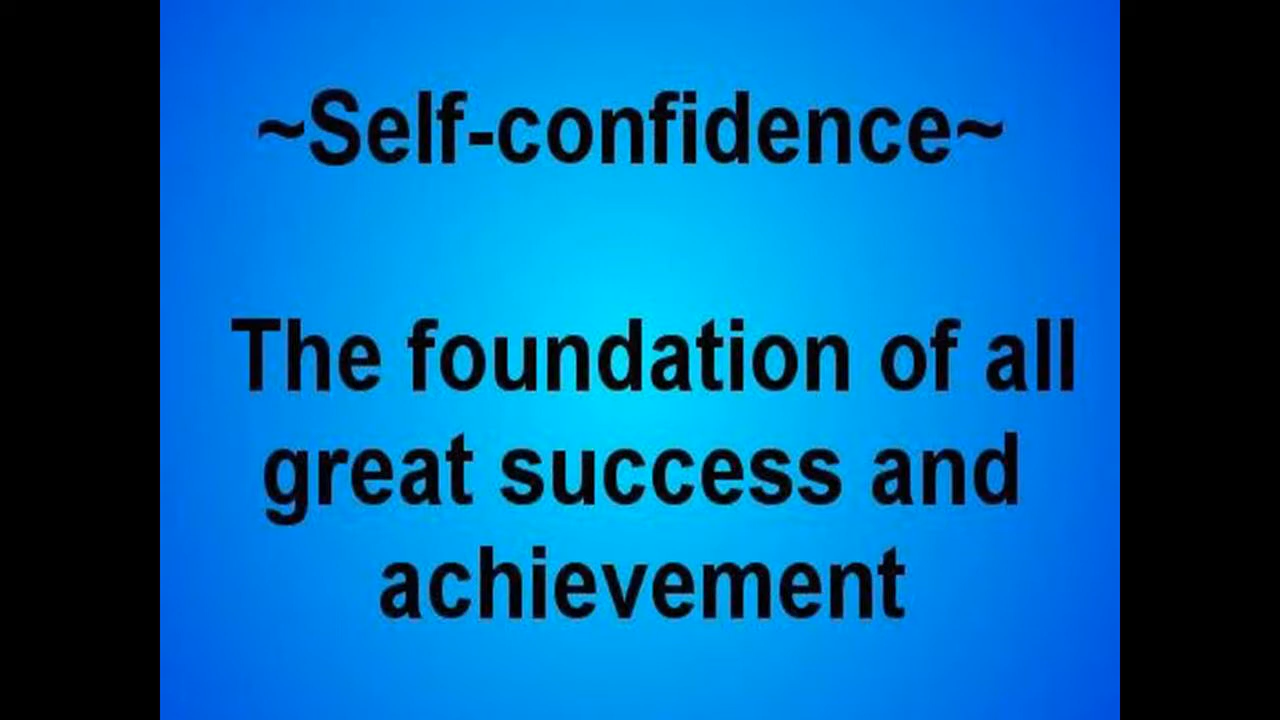 ~Self-confidence~
The foundation of all
great success and
achievement